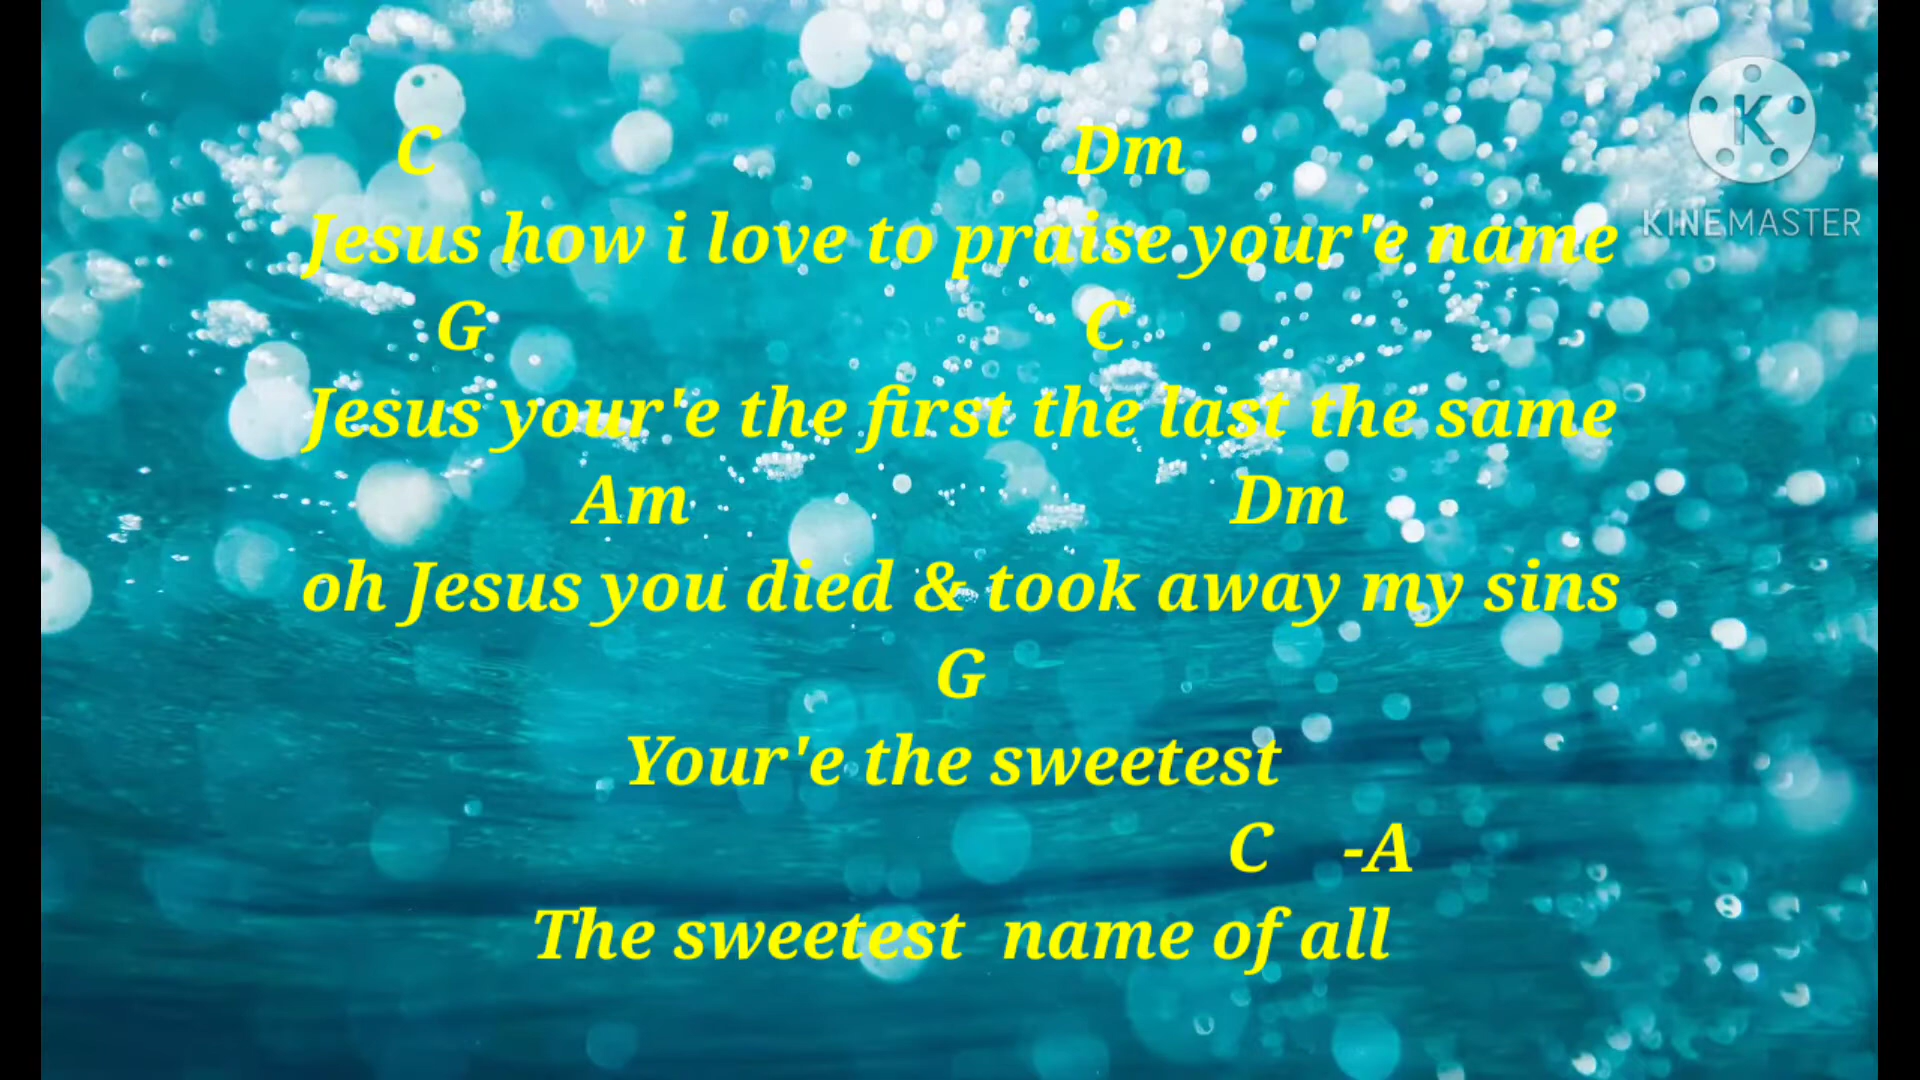 C Dm
Jesus how i love to praise your'e name
G C
Jesus your'e the first the last the same
Am Dm
oh Jesus you died & took away my sins
G
Your'e the sweetest
C -A
The sweetest name of all
K
KINEMASTER